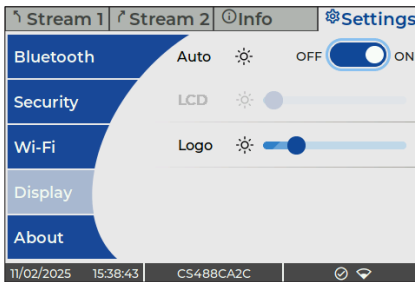 Stream 1 Stream 2 Info Settings
Bluetooth Auto OFF ON
Security LCD
Wi-Fi Logo
Display
About
11/02/2025 15:38:43 CS488CA2C